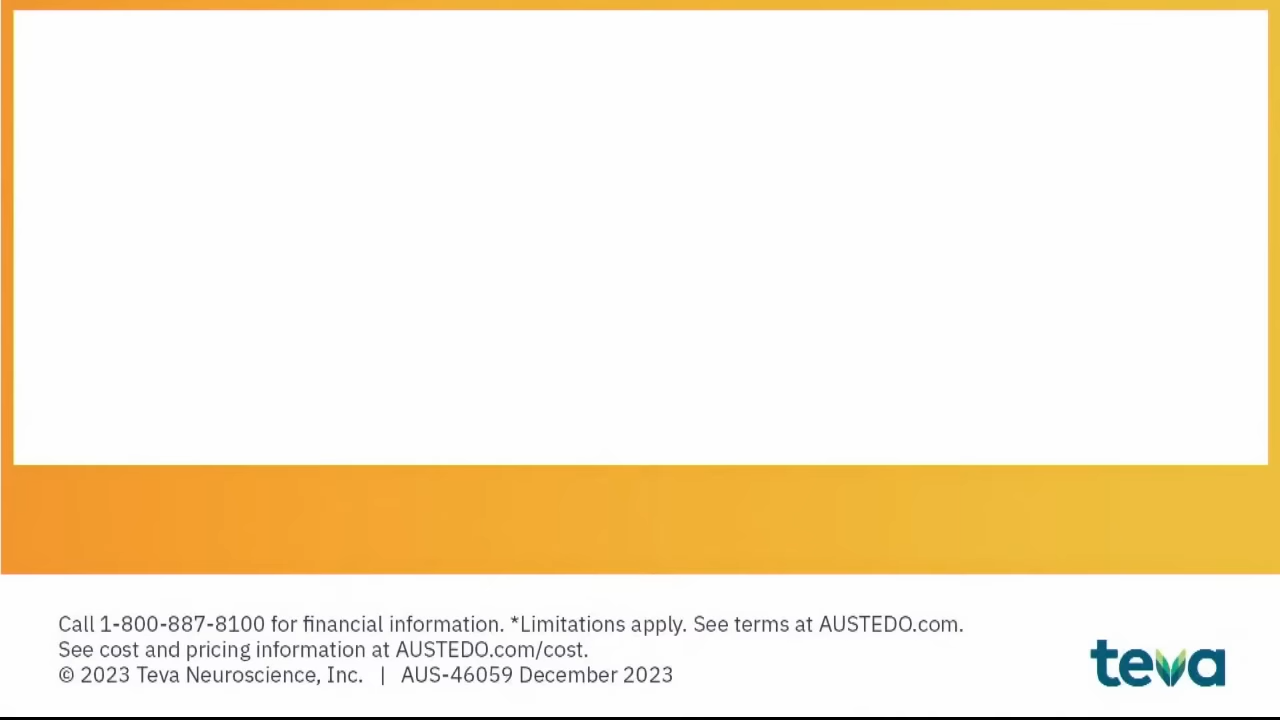 Call 1-800-887-8100 for financial information. *Limitations apply. See terms at AUSTEDO.com.
See cost and pricing information at AUSTEDO.com/cost.
© 2023 Teva Neuroscience, Inc. | AUS-46059 December 2023
teva